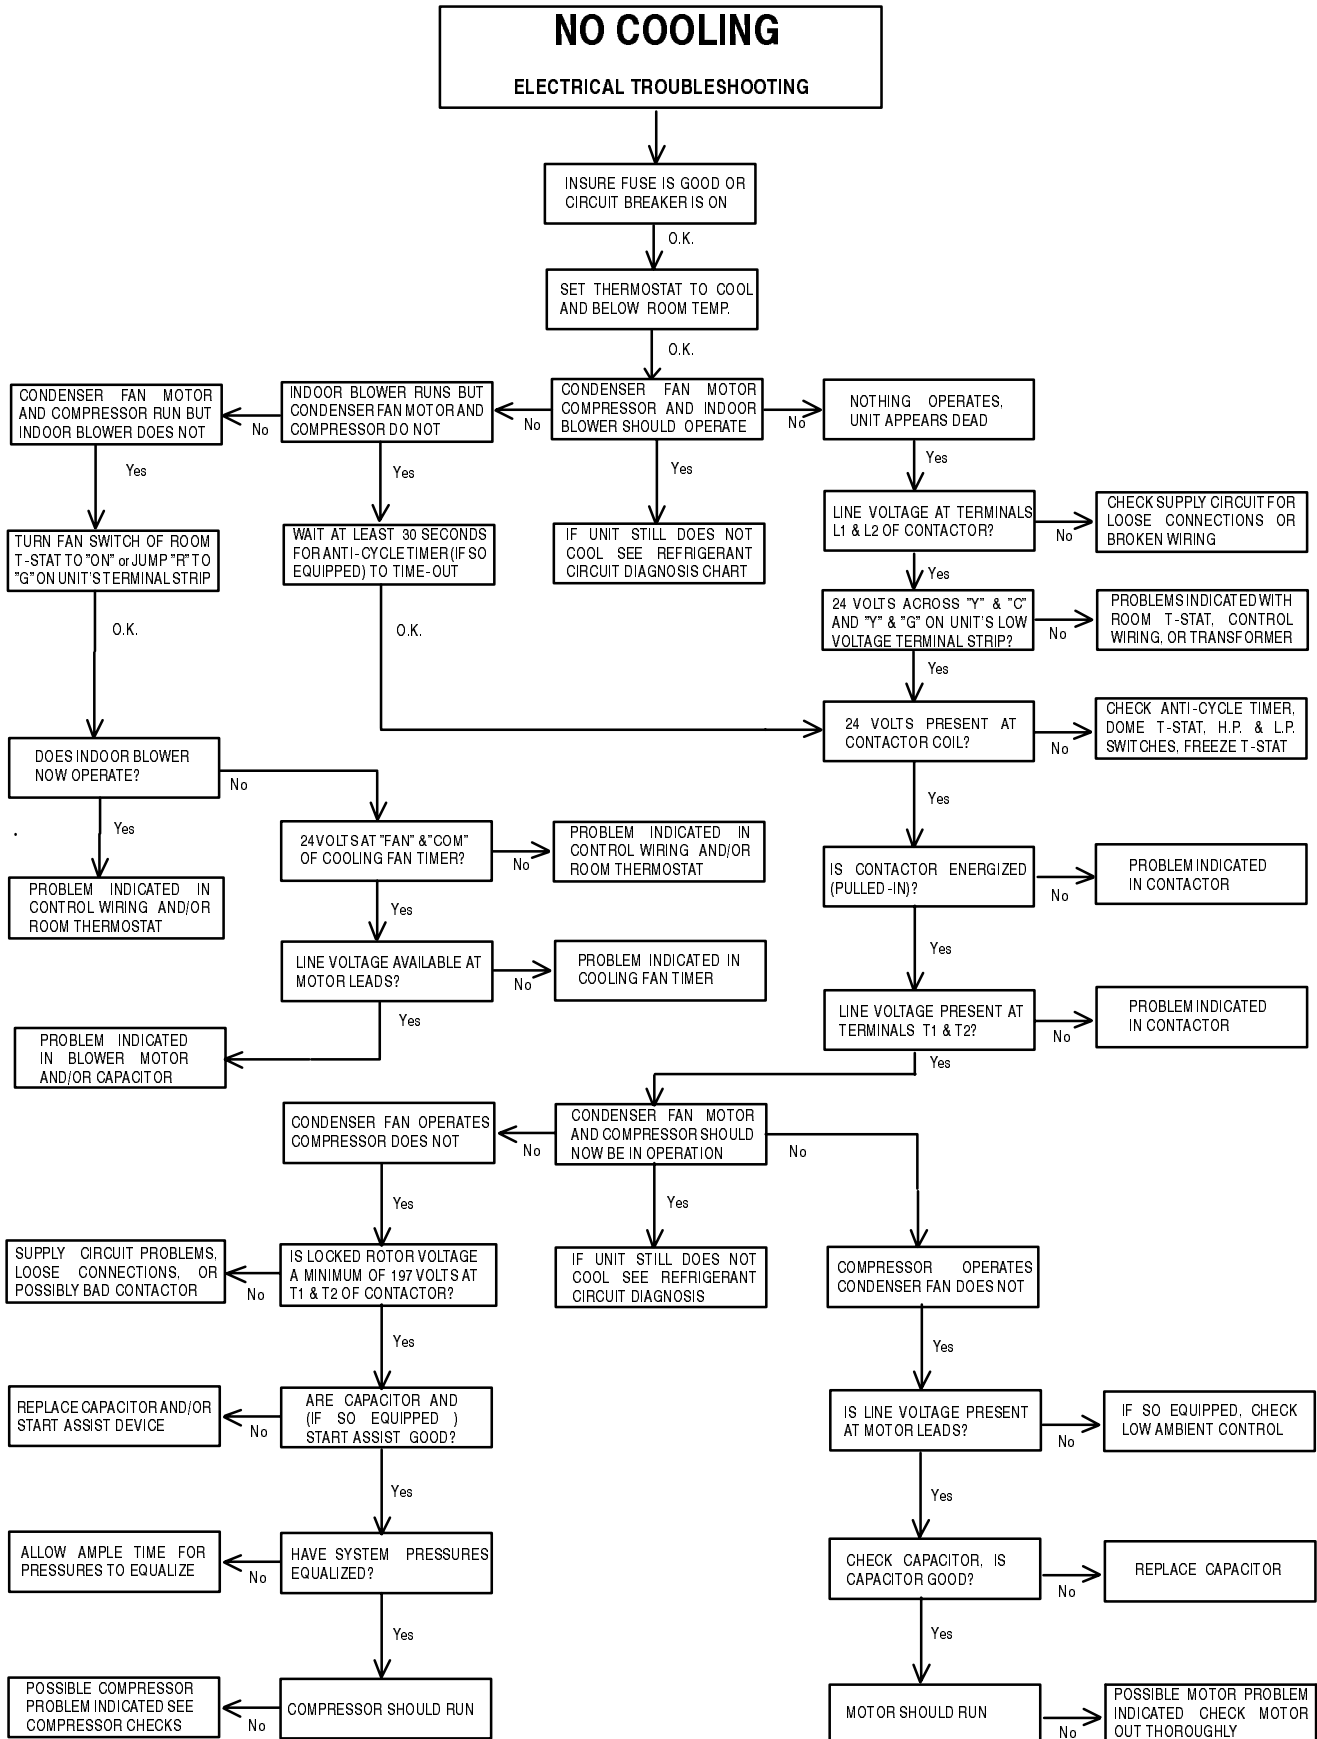 NO COOLING
ELECTRICAL TROUBLESHOOTING
INSURE FUSE IS GOOD OR
CIRCUIT BREAKER IS ON
O.K.
SET THERMOSTAT TO COOL
AND BELOW ROOM TEMP.
O.K.
CONDENSER FAN MOTOR
AND COMPRESSOR RUN BUT
INDOOR BLOWER DOES NOT
No
INDOOR BLOWER RUNS BUT
CONDENSER FAN MOTOR AND
COMPRESSOR DO NOT
No
CONDENSER FAN MOTOR
COMPRESSOR AND INDOOR
BLOWER SHOULD OPERATE
No
NOTHING OPERATES,
UNIT APPEARS DEAD
Yes
Yes
Yes
Yes
TURN FAN SWITCH OF ROOM
T-STAT TO "ON" or JUMP "R" TO
"G" ON UNIT'S TERMINAL STRIP
WAIT AT LEAST 30 SECONDS
FOR ANTI-CYCLE TIMER (IF SO
EQUIPPED) TO TIME-OUT
IF UNIT STILL DOES NOT
COOL SEE REFRIGERANT
CIRCUIT DIAGNOSIS CHART
LINE VOLTAGE AT TERMINALS
L1 & L2 OF CONTACTOR?
No
CHECK SUPPLY CIRCUIT FOR
LOOSE CONNECTIONS OR
BROKEN WIRING
Yes
24 VOLTS ACROSS "Y" & "C"
AND "Y" & "G" ON UNIT'S LOW
VOLTAGE TERMINAL STRIP?
No
PROBLEMS INDICATED WITH
ROOM T-STAT, CONTROL
WIRING, OR TRANSFORMER
O.K.
O.K.
Yes
24 VOLTS PRESENT AT
CONTACTOR COIL?
No
CHECK ANTI-CYCLE TIMER,
DOME T-STAT, H.P. & L.P.
SWITCHES, FREEZE T-STAT
DOES INDOOR BLOWER
NOW OPERATE?
No
Yes
Yes
24 VOLTS AT "FAN" & "COM"
OF COOLING FAN TIMER?
No
PROBLEM INDICATED IN
CONTROL WIRING AND/OR
ROOM THERMOSTAT
IS CONTACTOR ENERGIZED
(PULLED-IN)?
No
PROBLEM INDICATED
IN CONTACTOR
PROBLEM INDICATED IN
CONTROL WIRING AND/OR
ROOM THERMOSTAT
Yes
Yes
LINE VOLTAGE AVAILABLE AT
MOTOR LEADS?
No
PROBLEM INDICATED IN
COOLING FAN TIMER
LINE VOLTAGE PRESENT AT
TERMINALS T1 & T2?
No
PROBLEM INDICATED
IN CONTACTOR
Yes
Yes
PROBLEM INDICATED
IN BLOWER MOTOR
AND/OR CAPACITOR
CONDENSER FAN OPERATES
COMPRESSOR DOES NOT
No
CONDENSER FAN MOTOR
AND COMPRESSOR SHOULD
NOW BE IN OPERATION
No
Yes
Yes
SUPPLY CIRCUIT PROBLEMS,
LOOSE CONNECTIONS, OR
POSSIBLY BAD CONTACTOR
No
IS LOCKED ROTOR VOLTAGE
A MINIMUM OF 197 VOLTS AT
T1 & T2 OF CONTACTOR?
IF UNIT STILL DOES NOT
COOL SEE REFRIGERANT
CIRCUIT DIAGNOSIS
COMPRESSOR OPERATES
CONDENSER FAN DOES NOT
Yes
Yes
REPLACE CAPACITOR AND/OR
START ASSIST DEVICE
No
ARE CAPACITOR AND
(IF SO EQUIPPED )
START ASSIST GOOD?
IS LINE VOLTAGE PRESENT
AT MOTOR LEADS?
No
IF SO EQUIPPED, CHECK
LOW AMBIENT CONTROL
Yes
Yes
ALLOW AMPLE TIME FOR
PRESSURES TO EQUALIZE
No
HAVE SYSTEM PRESSURES
EQUALIZED?
CHECK CAPACITOR, IS
CAPACITOR GOOD?
No
REPLACE CAPACITOR
Yes
Yes
POSSIBLE COMPRESSOR
PROBLEM INDICATED SEE
COMPRESSOR CHECKS
No
COMPRESSOR SHOULD RUN
MOTOR SHOULD RUN
No
POSSIBLE MOTOR PROBLEM
INDICATED CHECK MOTOR
OUT THOROUGHLY